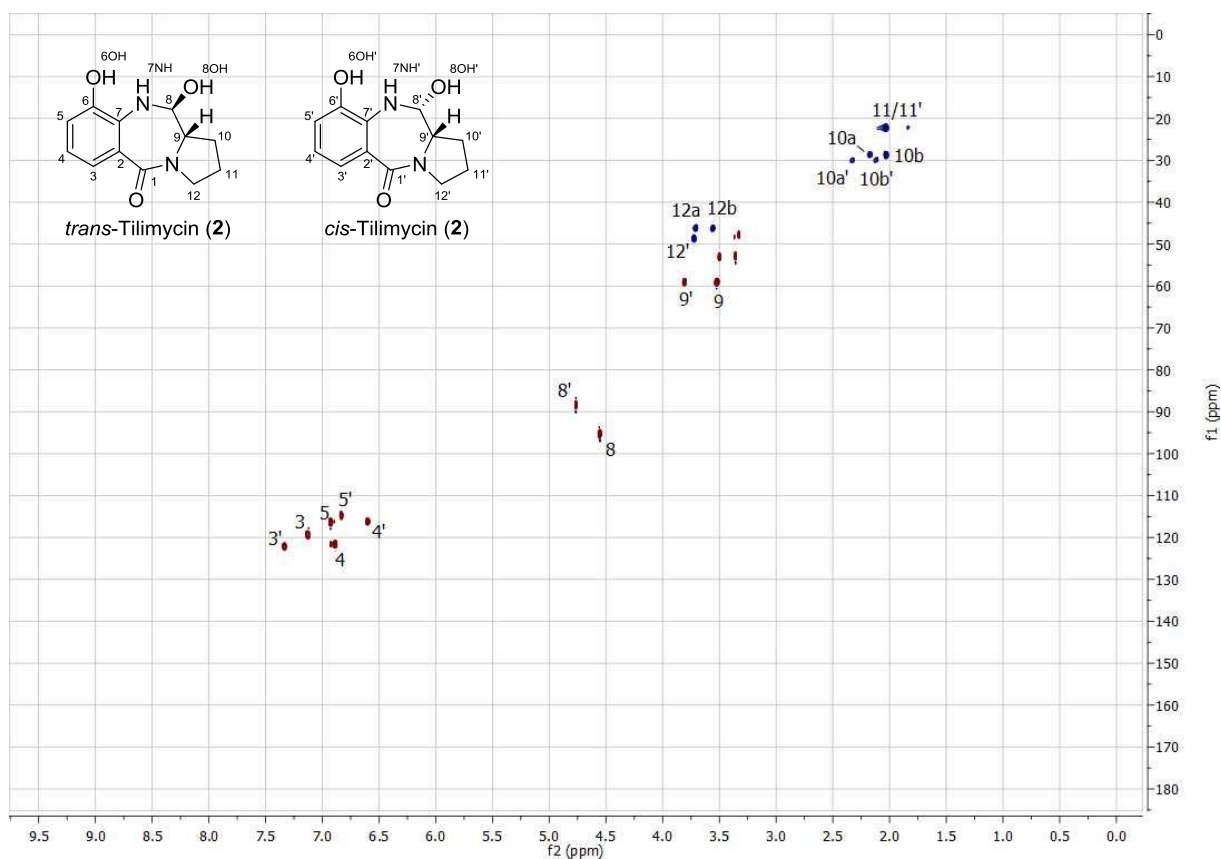 6OH
7NH
8OH
OH
H
N
OH
6
7
8
H
5
9
10
4
2
N
11
3
1
O
12
trans-Tilimycin (2)
6OH'
7NH'
8OH'
OH
H
N
OH
6'
7'
8'
H
5'
9'
10'
4'
2'
N
11'
3'
1'
O
12'
cis-Tilimycin (2)
11/11'
10a
10b
10a'
10b'
12a
12b
12'
9'
9
8'
8
5'
5
3
4'
3'
4
0
10
20
30
40
50
60
70
80
90
100
110
120
130
140
150
160
170
180
f1 (ppm)
9.5 9.0 8.5 8.0 7.5 7.0 6.5 6.0 5.5 5.0 4.5 4.0 3.5 3.0 2.5 2.0 1.5 1.0 0.5 0.0
f2 (ppm)